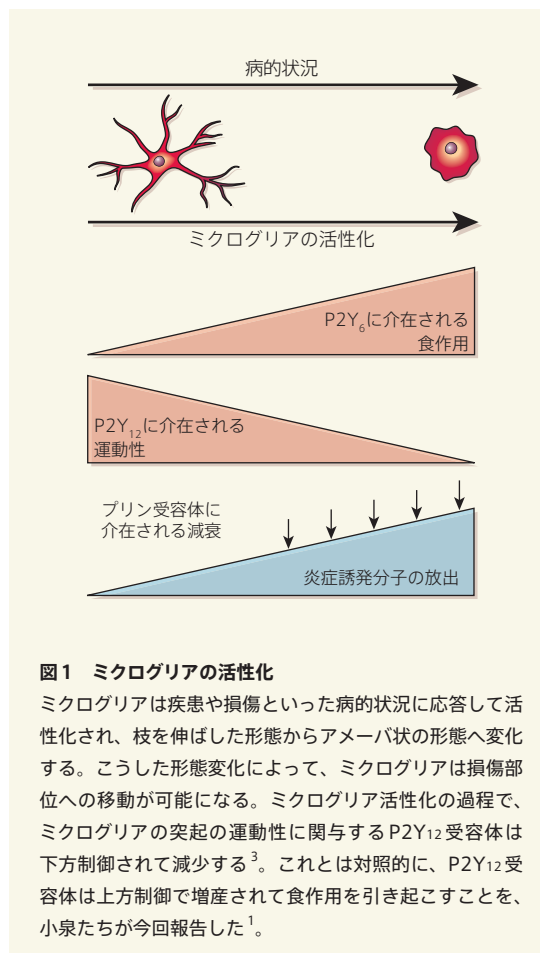 病的状況
ミクログリアの活性化
P2Y₆に介在される
食作用
P2Y₁₂に介在される
運動性
プリン受容体に
介在される減衰
炎症誘発分子の放出
図1　ミクログリアの活性化
ミクログリアは疾患や損傷といった病的状況に応答して活
性化され、枝を伸ばした形態からアメーバ状の形態へ変化
する。こうした形態変化によって、ミクログリアは損傷部
位への移動が可能になる。ミクログリア活性化の過程で、
ミクログリアの突起の運動性に関与するP2Y₁₂受容体は
下方制御されて減少する³。これとは対照的に、P2Y₁₂受
容体は上方制御で増産されて食作用を引き起こすことを、
小泉たちが今回報告した¹。